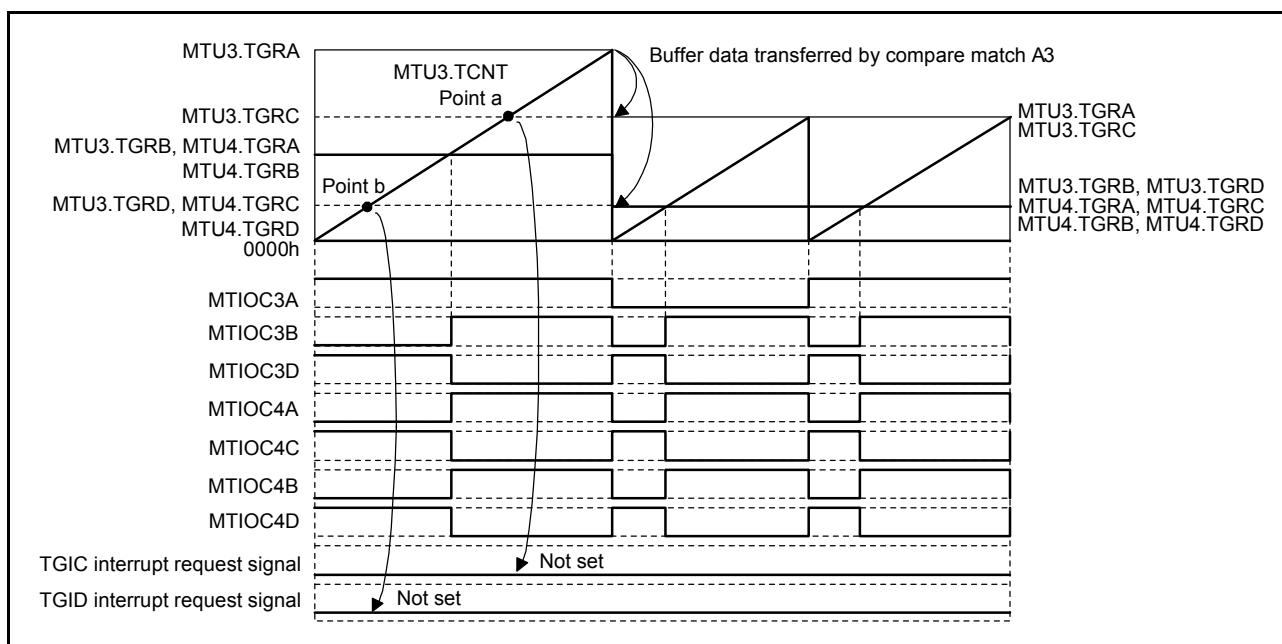 MTU3.TGRA
Buffer data transferred by compare match A3
MTU3.TCNT
Point a
MTU3.TGRC
MTU3.TGRA
MTU3.TGRC
MTU3.TGRB, MTU4.TGRA
MTU4.TGRB
Point b
MTU3.TGRD, MTU4.TGRC
MTU4.TGRD
0000h
MTU3.TGRB, MTU3.TGRD
MTU4.TGRA, MTU4.TGRC
MTU4.TGRB, MTU4.TGRD
MTIOC3A
MTIOC3B
MTIOC3D
MTIOC4A
MTIOC4C
MTIOC4B
MTIOC4D
TGIC interrupt request signal
Not set
TGID interrupt request signal
Not set